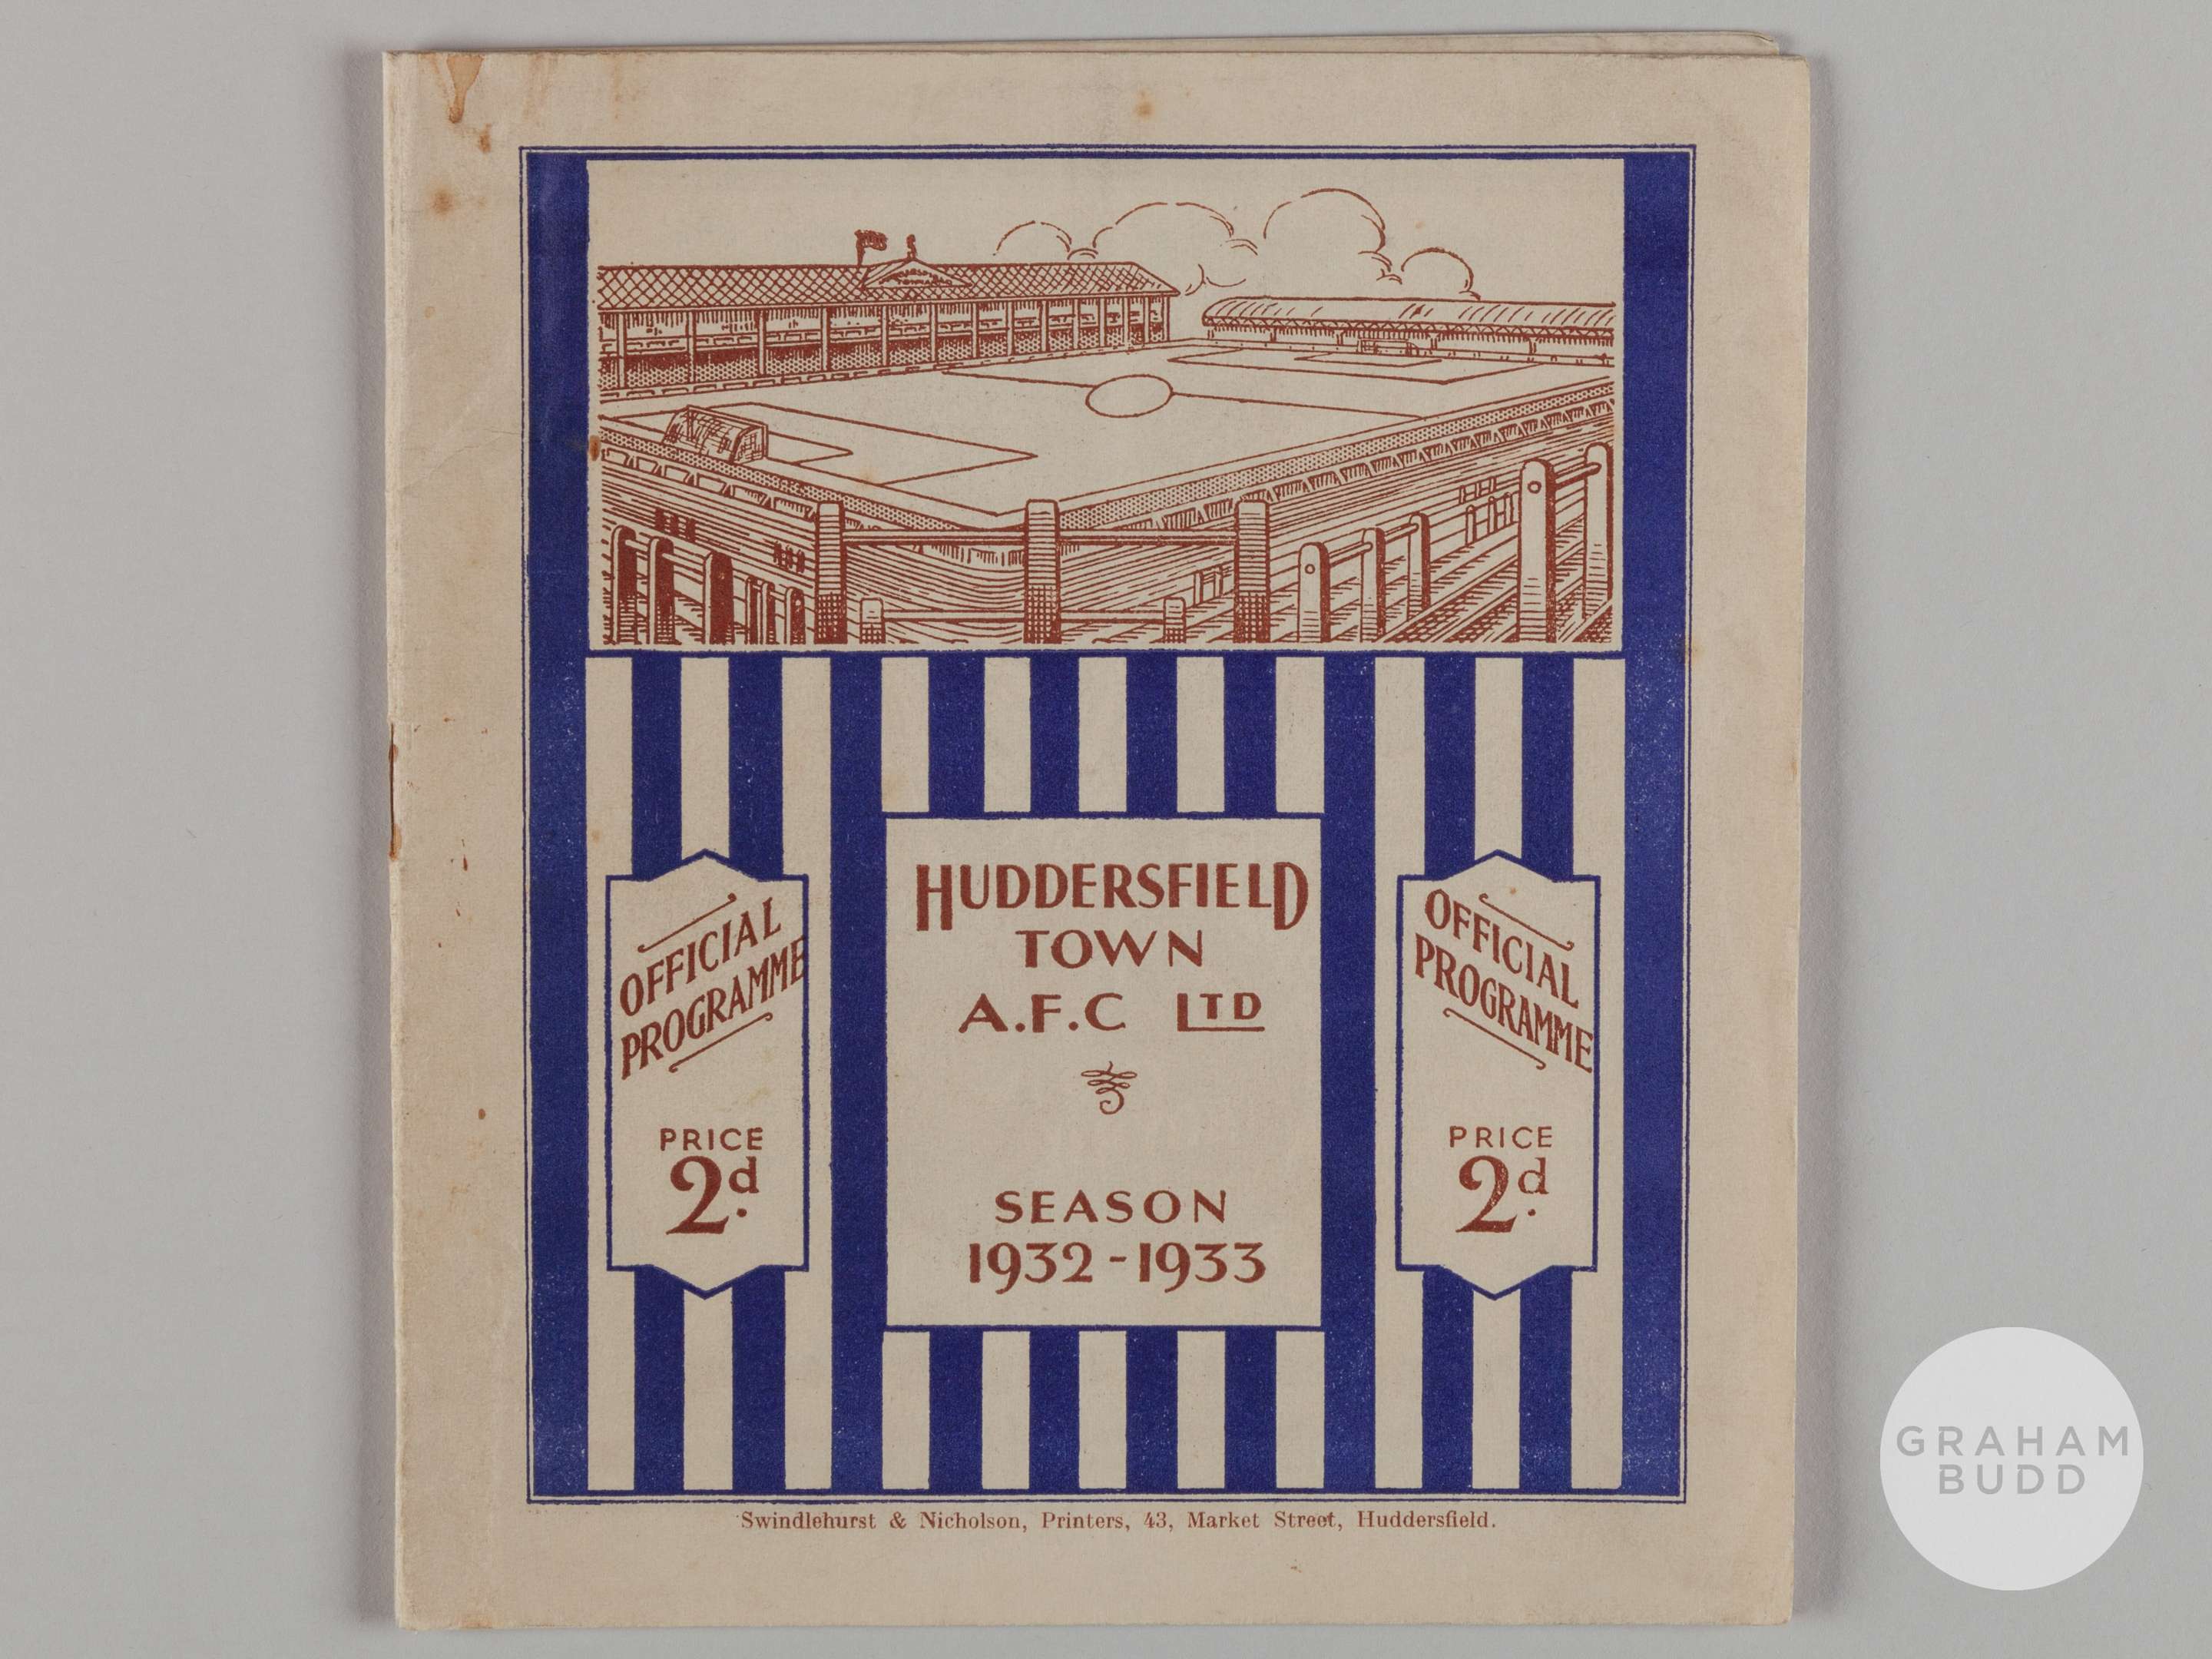 OFFICIAL
PROGRAMME
PRICE
2d.
HUDDERSFIELD
TOWN
A.F.C LTD
SEASON
1932-1933
OFFICIAL
PROGRAMME
PRICE
2d.
Swindlehurst & Nicholson, Printers, 43, Market Street, Huddersfield.
GRAHAM
BUDD